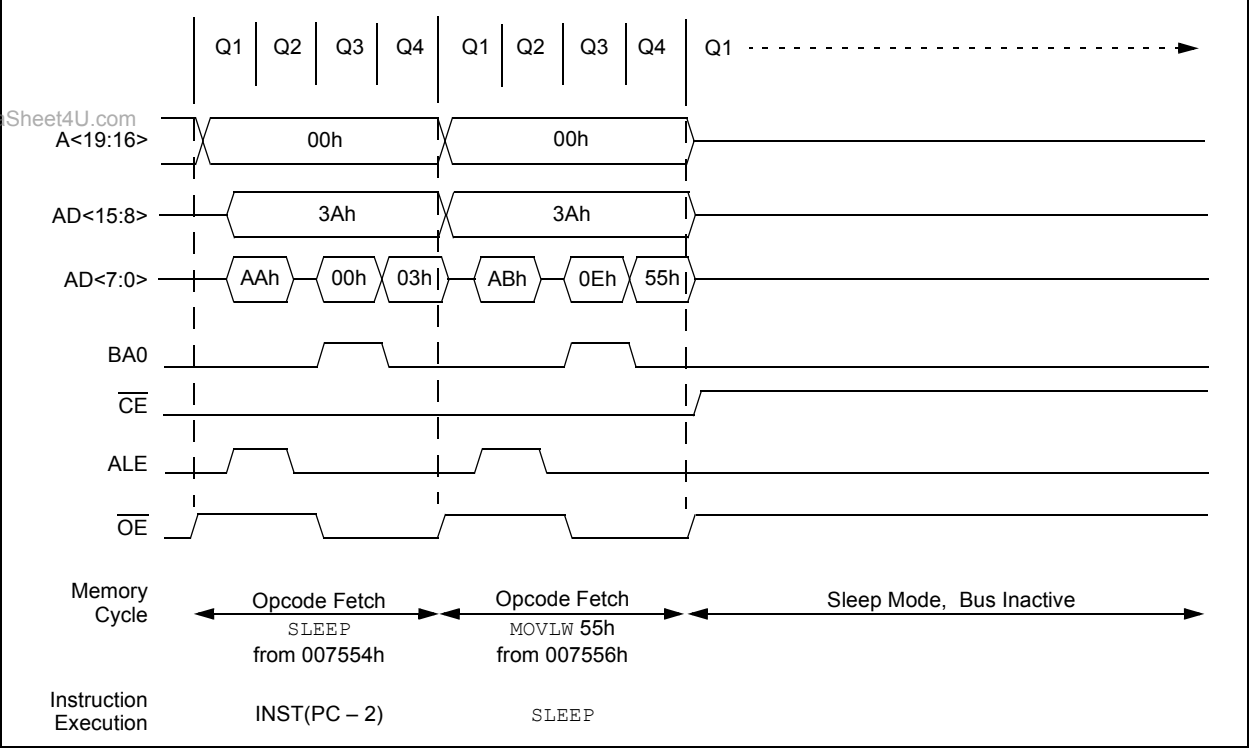 Q1 Q2 Q3 Q4 Q1 Q2 Q3 Q4 Q1
aSheet4U.com
A<19:16> 00h 00h
AD<15:8> 3Ah 3Ah
AD<7:0> AAh 00h 03h ABh 0Eh 55h
BA0
CE
ALE
OE
Memory
Cycle
Opcode Fetch
SLEEP
from 007554h
Opcode Fetch
MOVLW 55h
from 007556h
Sleep Mode, Bus Inactive
Instruction
Execution
INST(PC – 2)
SLEEP